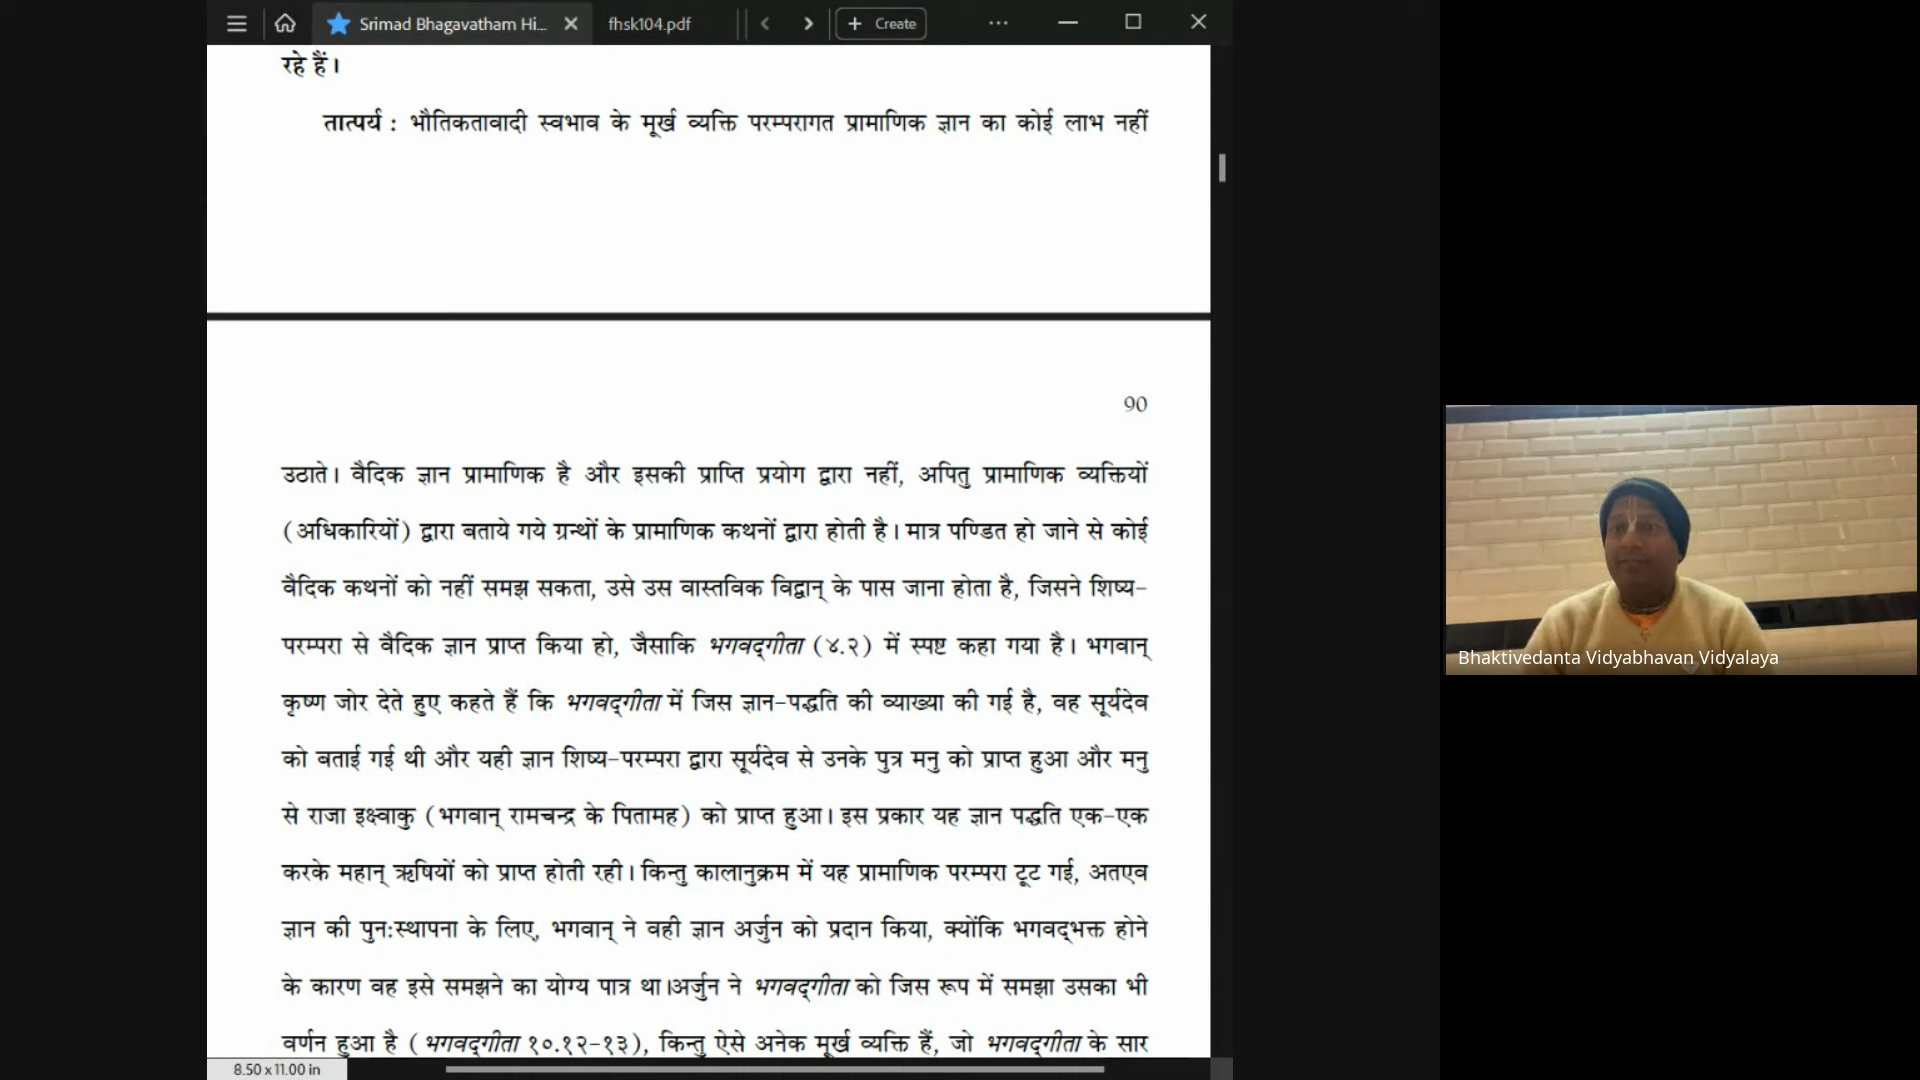 Srimad Bhagavatham Hi...
fhsk104.pdf
Create
रहे हैं।
तात्पर्य : भौतिकतावादी स्वभाव के मूर्ख व्यक्ति परम्परागत प्रामाणिक ज्ञान का कोई लाभ नहीं
90
उठाते। वैदिक ज्ञान प्रामाणिक है और इसकी प्राप्ति प्रयोग द्वारा नहीं, अपितु प्रामाणिक व्यक्तियों
(अधिकारियों) द्वारा बताये गये ग्रन्थों के प्रामाणिक कथनों द्वारा होती है। मात्र पण्डित हो जाने से कोई
वैदिक कथनों को नहीं समझ सकता, उसे उस वास्तविक विद्वान् के पास जाना होता है, जिसने शिष्य-
परम्परा से वैदिक ज्ञान प्राप्त किया हो, जैसाकि भगवद्‌गीता (४.२) में स्पष्ट कहा गया है। भगवान्
कृष्ण जोर देते हुए कहते हैं कि भगवद्‌गीता में जिस ज्ञान-पद्धति की व्याख्या की गई है, वह सूर्यदेव
को बताई गई थी और यही ज्ञान शिष्य-परम्परा द्वारा सूर्यदेव से उनके पुत्र मनु को प्राप्त हुआ और मनु
से राजा इक्ष्वाकु (भगवान् रामचन्द्र के पितामह) को प्राप्त हुआ। इस प्रकार यह ज्ञान पद्धति एक-एक
करके महान् ऋषियों को प्राप्त होती रही। किन्तु कालानुक्रम में यह प्रामाणिक परम्परा टूट गई, अतएव
ज्ञान की पुन:स्थापना के लिए, भगवान् ने वही ज्ञान अर्जुन को प्रदान किया, क्योंकि भगवद्‌भक्त होने
के कारण वह इसे समझने का योग्य पात्र था।अर्जुन ने भगवद्‌गीता को जिस रूप में समझा उसका भी
वर्णन हुआ है (भगवद्‌गीता १०.१२-१३), किन्तु ऐसे अनेक मूर्ख व्यक्ति हैं, जो भगवद्‌गीता के सार
8.50 x 11.00 in
Bhaktivedanta Vidyabhavan Vidyalaya